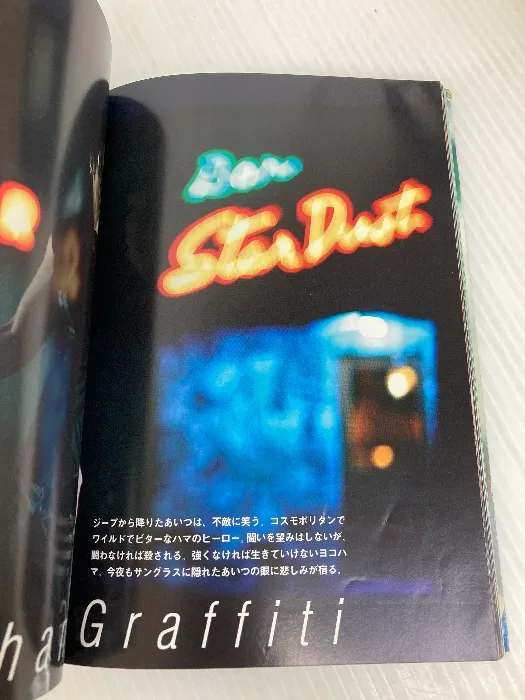 Bar
Star Dust
ジープから降りたあいつは、不敵に笑う。コスモポリタンで
ワイルドでビターなハマのヒーロー。闘いを望みはしないが、
闘わなければ殺される。強くなければ生きていけないヨコハ
マ。今夜もサングラスに隠れたあいつの眼に悲しみが宿る。
Graffiti